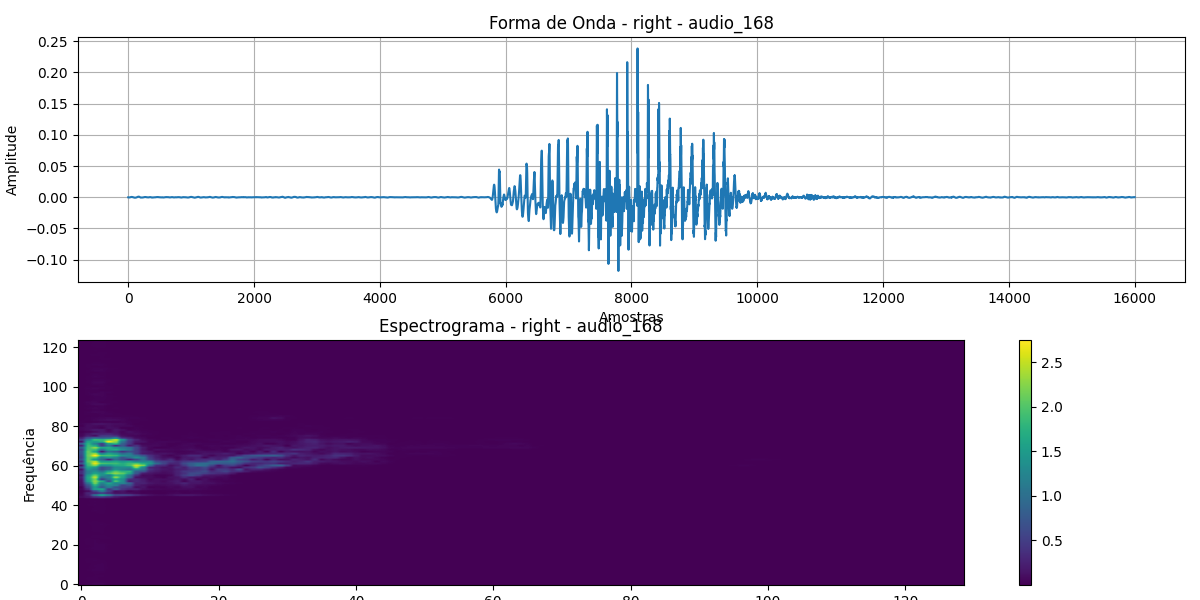 Forma de Onda - right - audio_168
Amplitude
0.25
0.20
0.15
0.10
0.05
0.00
−0.05
−0.10
0 2000 4000 6000 8000 10000 12000 14000 16000
Amostras
Espectrograma - right - audio_168
Frequência
120
100
80
60
40
20
0
0 20 40 60 80 100 120
2.5
2.0
1.5
1.0
0.5